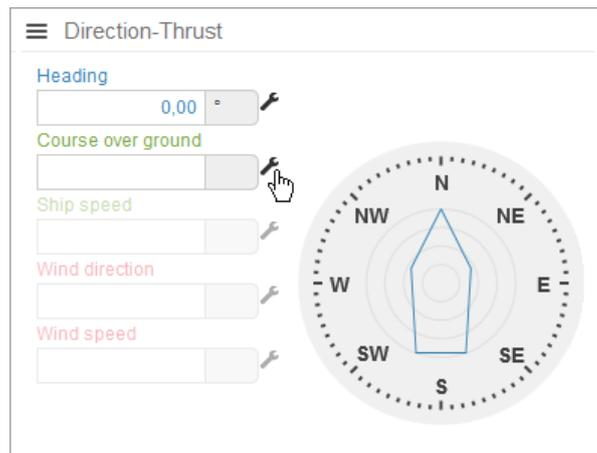 Direction-Thrust
Heading
0,00 °
Course over ground
Ship speed
Wind direction
Wind speed
N
NW NE
W E
SW SE
S